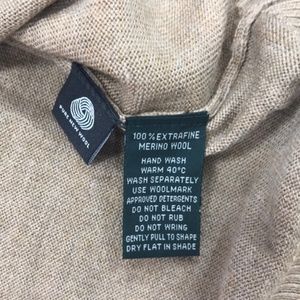 PURE NEW WOOL
100% EXTRAFINE
MERINO WOOL
HAND WASH
WARM 40°C
WASH SEPARATELY
USE WOOLMARK
APPROVED DETERGENTS
DO NOT BLEACH
DO NOT RUB
DO NOT WRING
GENTLY PULL TO SHAPE
DRY FLAT IN SHADE